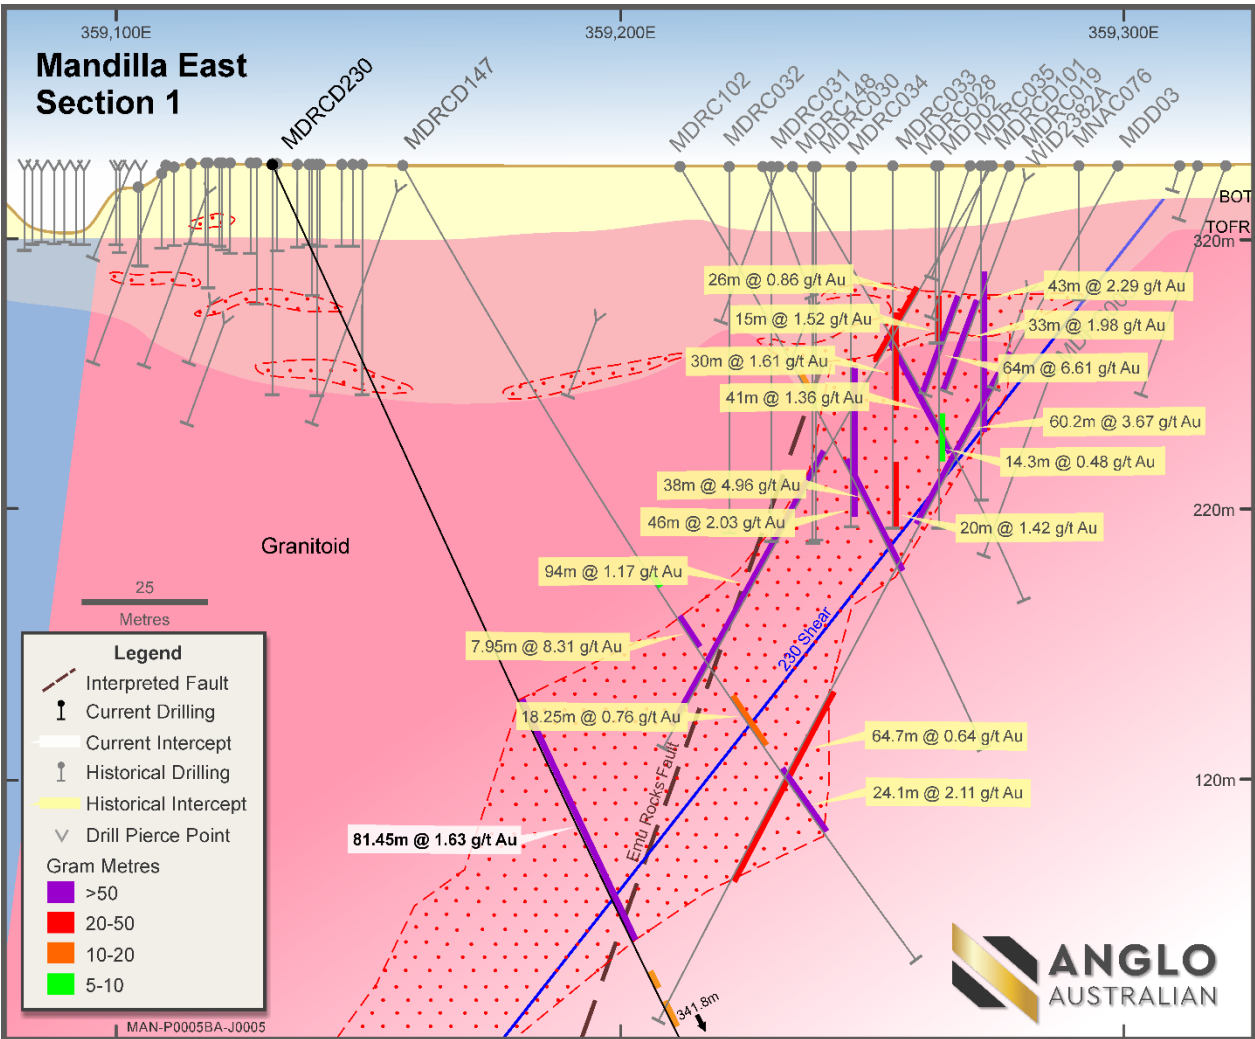 359,100E
359,200E
359,300E
Mandilla East
Section 1
MDRCD230
MDRCD147
MDRC102
MDRC032
MDRC031
MDRC148
MDRC030
MDRC034
MDRC033
MDRC028
MDD02
MDRC035
MDRCD101
MDRC019
WID2382A
MNAC076
MDD03
BOT
TOFR
320m
26m @ 0.86 g/t Au
43m @ 2.29 g/t Au
15m @ 1.52 g/t Au
33m @ 1.98 g/t Au
30m @ 1.61 g/t Au
64m @ 6.61 g/t Au
41m @ 1.36 g/t Au
60.2m @ 3.67 g/t Au
14.3m @ 0.48 g/t Au
38m @ 4.96 g/t Au
220m
46m @ 2.03 g/t Au
20m @ 1.42 g/t Au
Granitoid
94m @ 1.17 g/t Au
25
Metres
7.95m @ 8.31 g/t Au
230 Shear
18.25m @ 0.76 g/t Au
64.7m @ 0.64 g/t Au
Emu Rocks Fault
120m
24.1m @ 2.11 g/t Au
81.45m @ 1.63 g/t Au
341.8m
Legend
Interpreted Fault
Current Drilling
Current Intercept
Historical Drilling
Historical Intercept
Drill Pierce Point
Gram Metres
>50
20-50
10-20
5-10
MAN-P0005BA-J0005
ANGLO
AUSTRALIAN